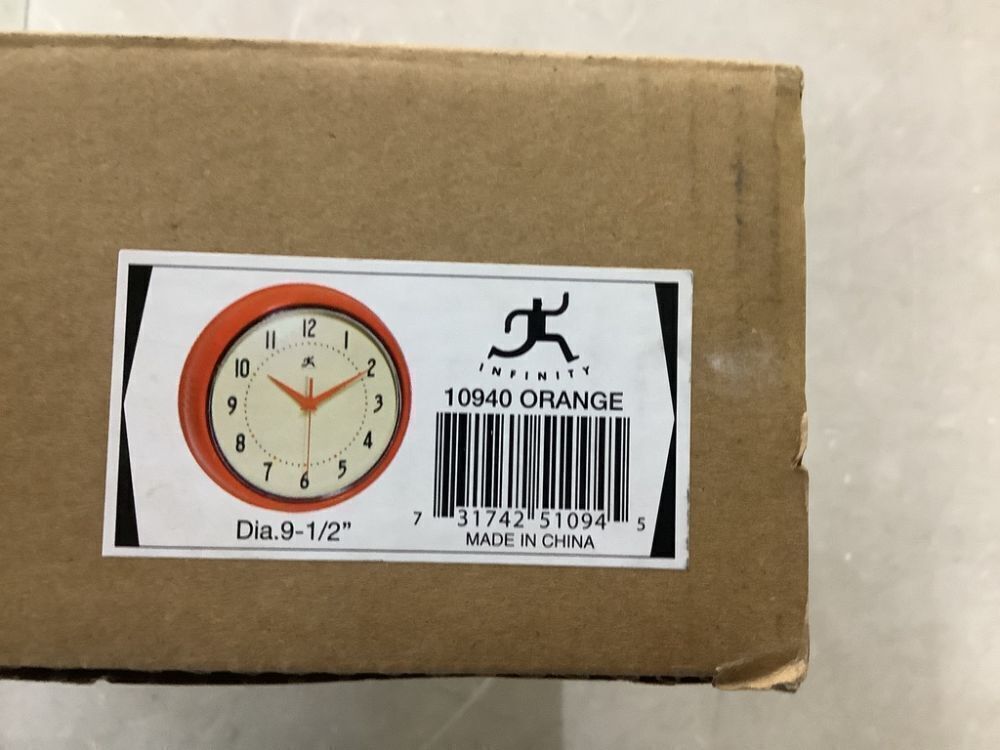 12
11 1
10 2
9 3
8 4
7 5
6
Dia.9-1/2”
INFINITY
10940 ORANGE
7 31742 51094 5
MADE IN CHINA